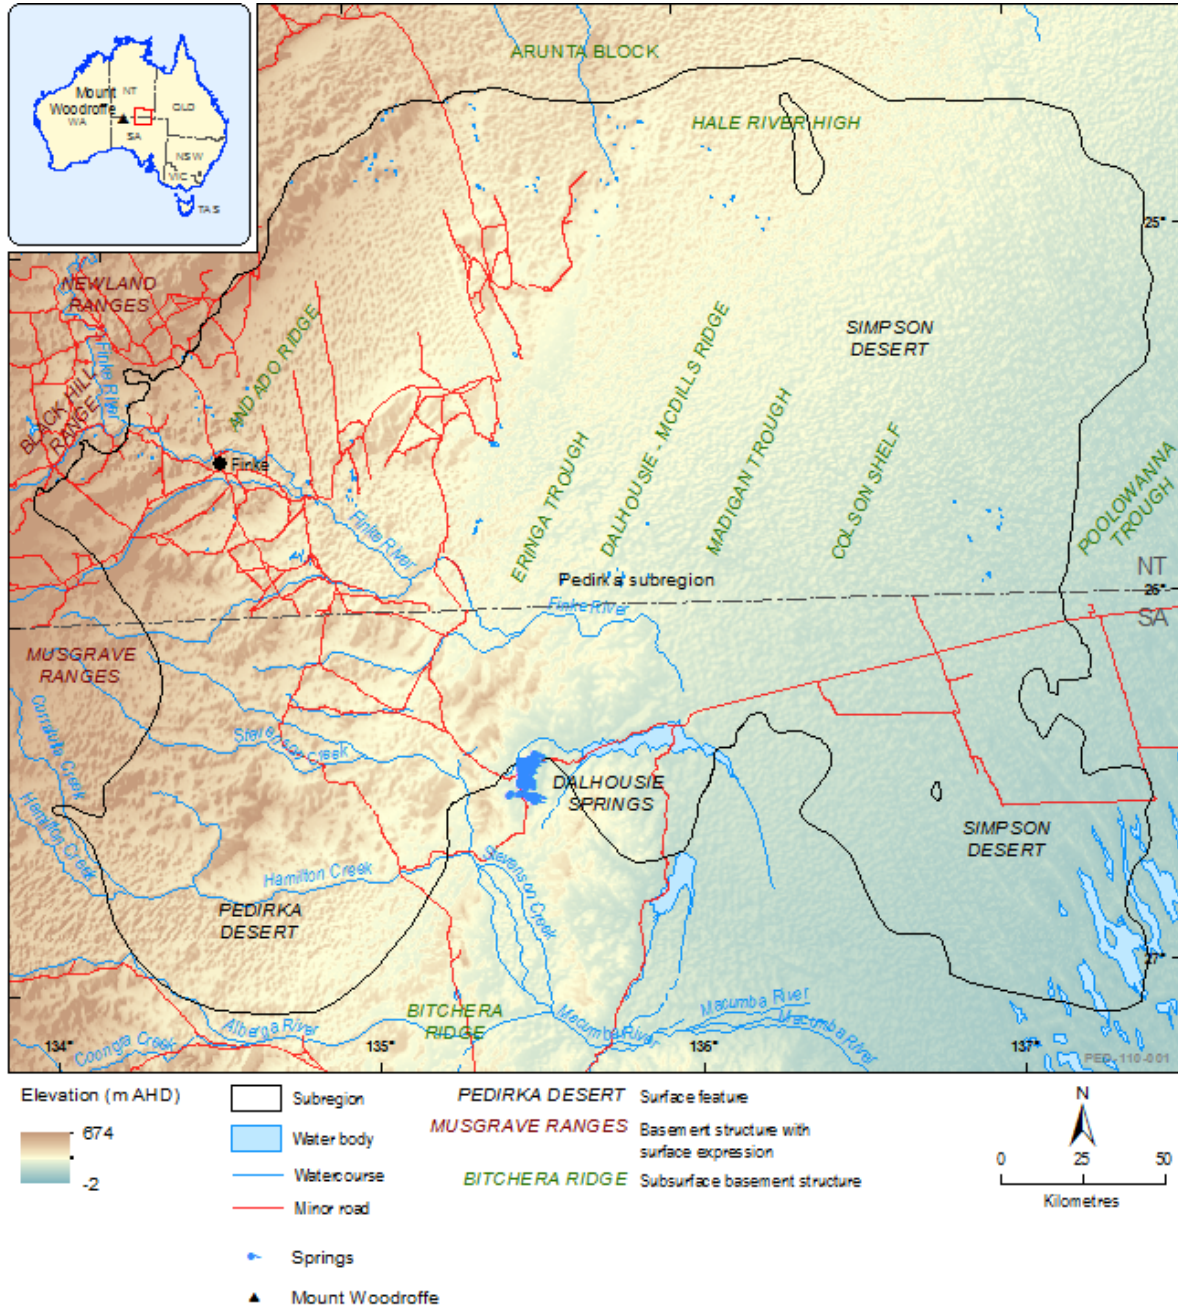 ARUNTA BLOCK
Mount
Woodroffe
NT
WA
QLD
SA
NSW
VIC
TAS
HALE RIVER HIGH
25°
NEWLAND
RANGES
Finke River
ANDADO RIDGE
SIMPSON
DESERT
BLACK HILL
RANGE
Finke
ERINGA TROUGH
DALHOUSIE - MCDILLS RIDGE
MADIGAN TROUGH
COLSON SHELF
POOLOWANNA
TROUGH
Finke River
Pedirka subregion
NT
26°
Finke River
SA
MUSGRAVE
RANGES
Stevenson Creek
Hamilton Creek
DALHOUSIE
SPRINGS
SIMPSON
DESERT
Hamilton Creek
Stevenson Creek
PEDIRKA
DESERT
27°
BITCHERA
RIDGE
Macumba River
Macumba River
Macumba River
Alberga River
Coongra Creek
134°
135°
136°
137°
PED-110-001
Elevation (m AHD)
674
-2
Subregion
Water body
Watercourse
Minor road
Springs
Mount Woodroffe
PEDIRKA DESERT Surface feature
MUSGRAVE RANGES Basement structure with
surface expression
BITCHERA RIDGE Subsurface basement structure
N
0 25 50
Kilometres